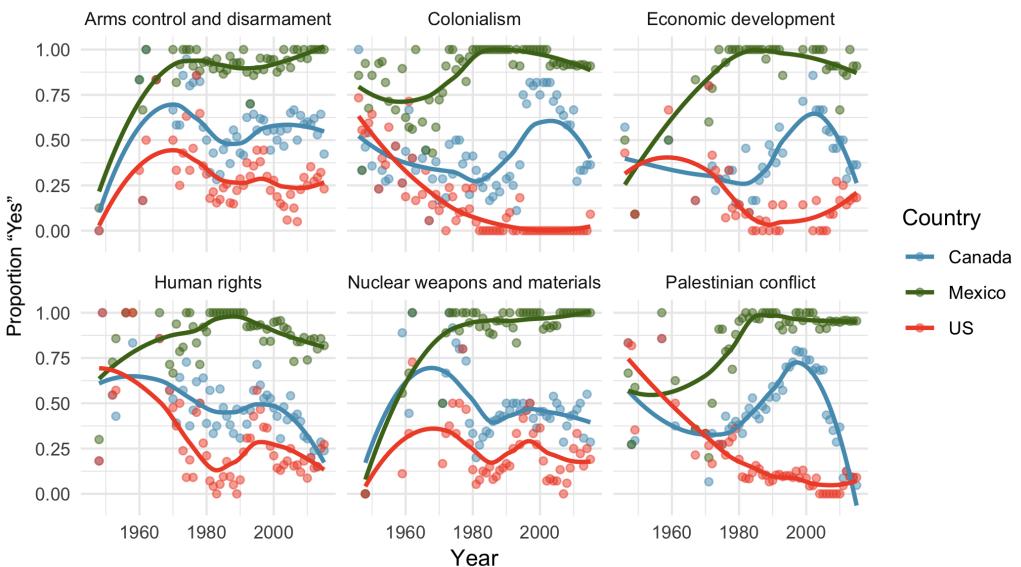 Arms control and disarmament
Colonialism
Economic development
1.00
0.75
0.50
0.25
0.00
Human rights
Nuclear weapons and materials
Palestinian conflict
1.00
0.75
0.50
0.25
0.00
1960 1980 2000
1960 1980 2000
1960 1980 2000
Year
Proportion “Yes”
Country
Canada
Mexico
US